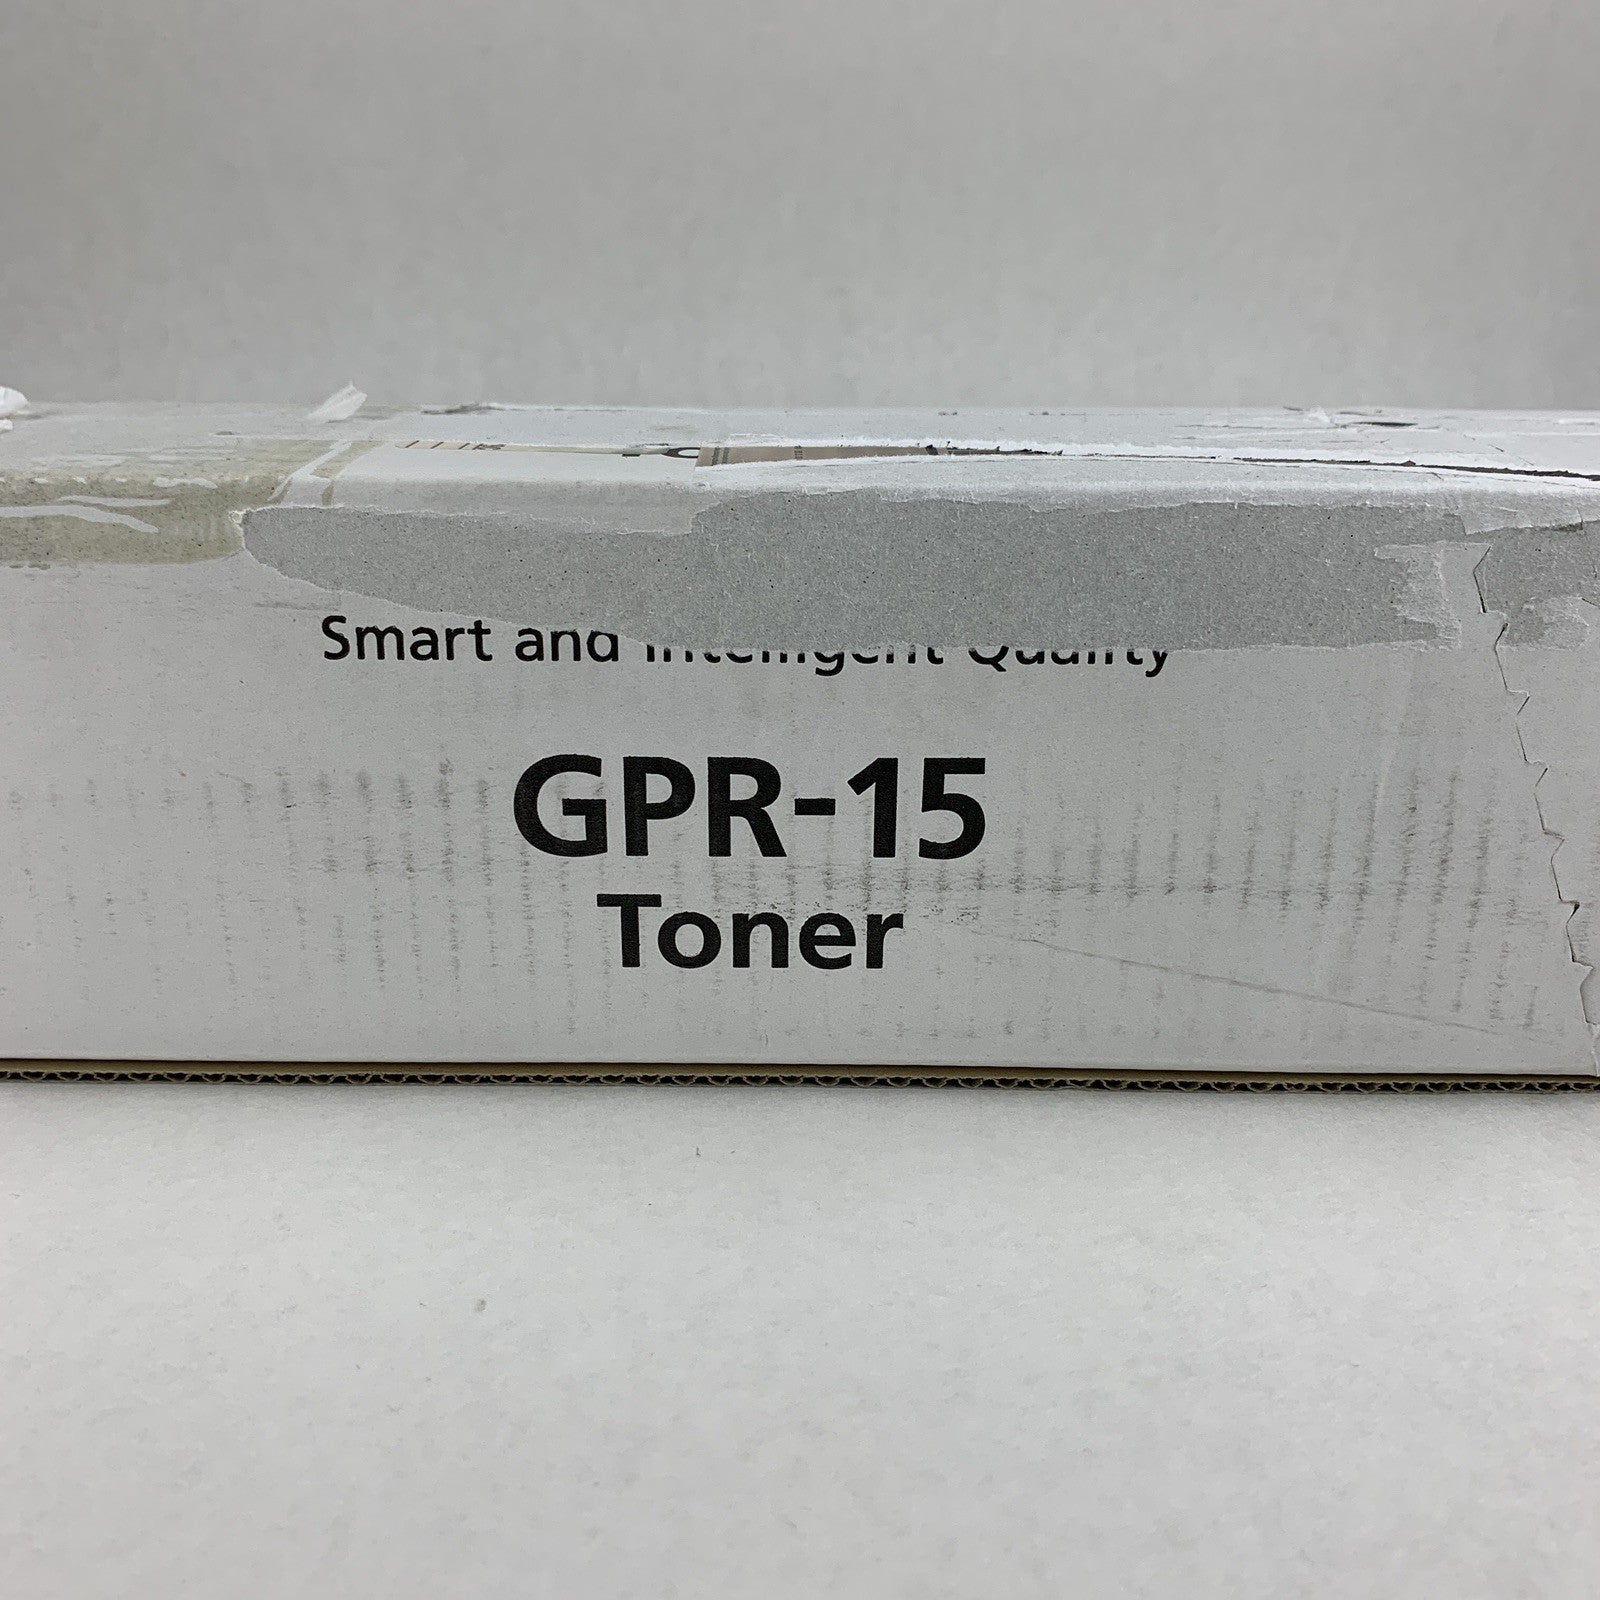 Smart and Intelligent Quality
GPR-15
Toner